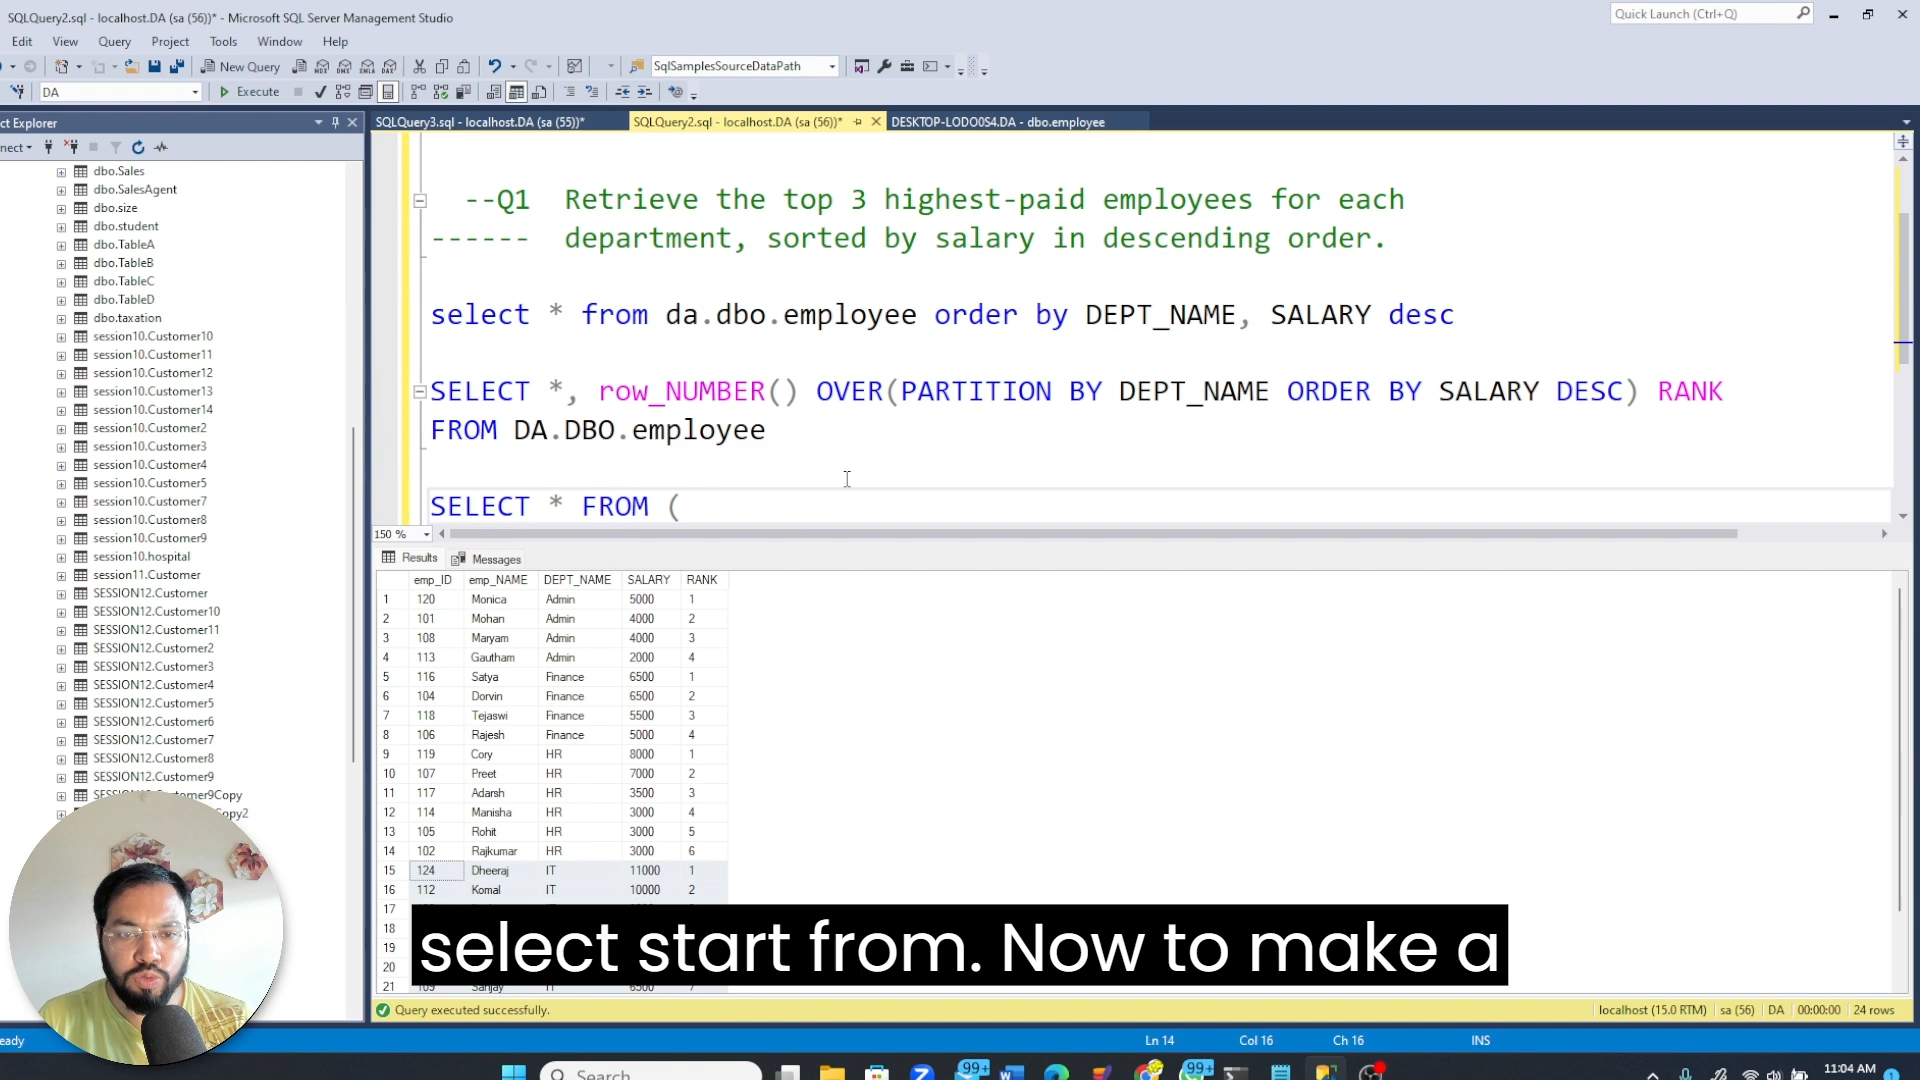 SQLQuery2.sql - localhost.DA (sa (56))* - Microsoft SQL Server Management Studio
Quick Launch (Ctrl+Q)
Edit View Query Project Tools Window Help
New Query
SqlSamplesSourceDataPath
DA
Execute
ct Explorer
nect
SQLQuery3.sql - localhost.DA (sa (55))*
SQLQuery2.sql - localhost.DA (sa (56))*
DESKTOP-LODO0S4.DA - dbo.employee
dbo.Sales
dbo.SalesAgent
dbo.size
dbo.student
dbo.TableA
dbo.TableB
dbo.TableC
dbo.TableD
dbo.taxation
session10.Customer10
session10.Customer11
session10.Customer12
session10.Customer13
session10.Customer14
session10.Customer2
session10.Customer3
session10.Customer4
session10.Customer5
session10.Customer7
session10.Customer8
session10.Customer9
session10.hospital
session11.Customer
SESSION12.Customer
SESSION12.Customer10
SESSION12.Customer11
SESSION12.Customer2
SESSION12.Customer3
SESSION12.Customer4
SESSION12.Customer5
SESSION12.Customer6
SESSION12.Customer7
SESSION12.Customer8
SESSION12.Customer9
--Q1 Retrieve the top 3 highest-paid employees for each
------ department, sorted by salary in descending order.
select * from da.dbo.employee order by DEPT_NAME, SALARY desc
SELECT *, row_NUMBER() OVER(PARTITION BY DEPT_NAME ORDER BY SALARY DESC) RANK
FROM DA.DBO.employee
SELECT * FROM (
150 %
Results Messages
emp_ID emp_NAME DEPT_NAME SALARY RANK
1 120 Monica Admin 5000 1
2 101 Mohan Admin 4000 2
3 108 Maryam Admin 4000 3
4 113 Gautham Admin 2000 4
5 116 Satya Finance 6500 1
6 104 Dorvin Finance 6500 2
7 118 Tejaswi Finance 5500 3
8 106 Rajesh Finance 5000 4
9 119 Cory HR 8000 1
10 107 Preet HR 7000 2
11 117 Adarsh HR 3500 3
12 114 Manisha HR 3000 4
13 105 Rohit HR 3000 5
14 102 Rajkumar HR 3000 6
15 124 Dheeraj IT 11000 1
16 112 Komal IT 10000 2
17
18
19
20
21 109 Sanjay IT 6500 7
select start from. Now to make a
Query executed successfully.
localhost (15.0 RTM) sa (56) DA 00:00:00 24 rows
eady
Ln 14 Col 16 Ch 16 INS
Search
99+
99+
11:04 AM